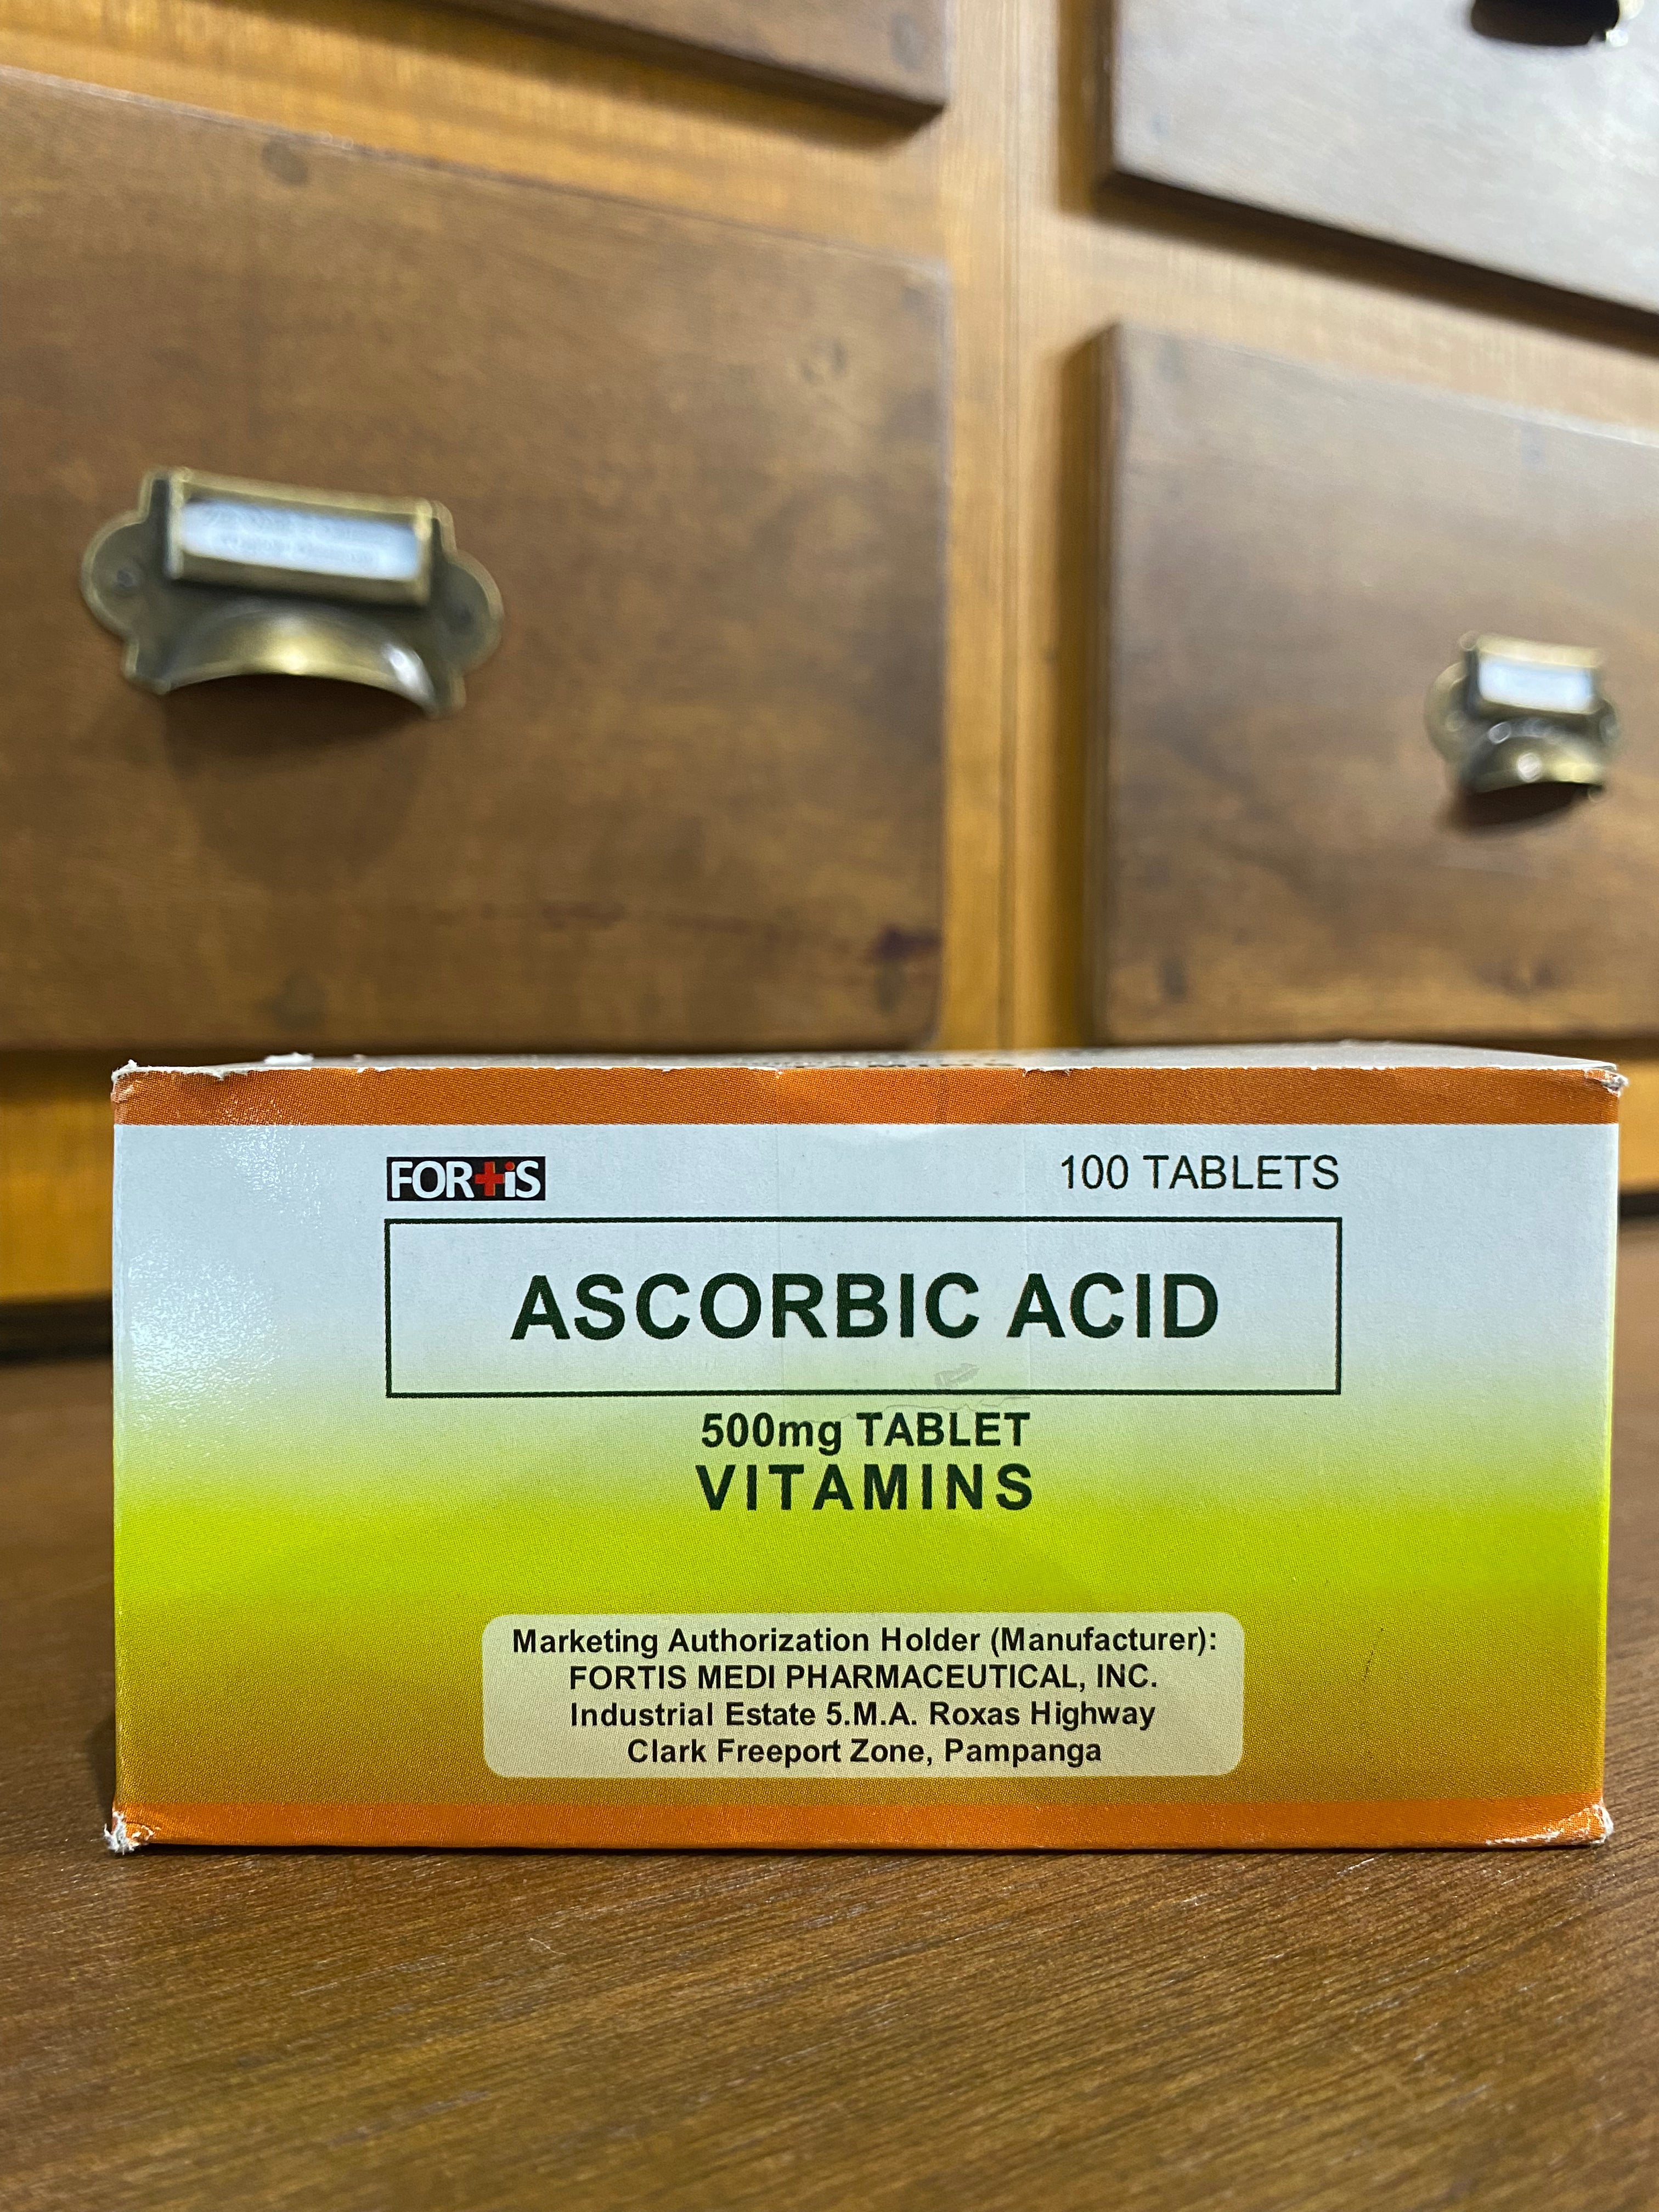 FORTIS
100 TABLETS
ASCORBIC ACID
500mg TABLET
VITAMINS
Marketing Authorization Holder (Manufacturer):
FORTIS MEDI PHARMACEUTICAL, INC.
Industrial Estate 5.M.A. Roxas Highway
Clark Freeport Zone, Pampanga